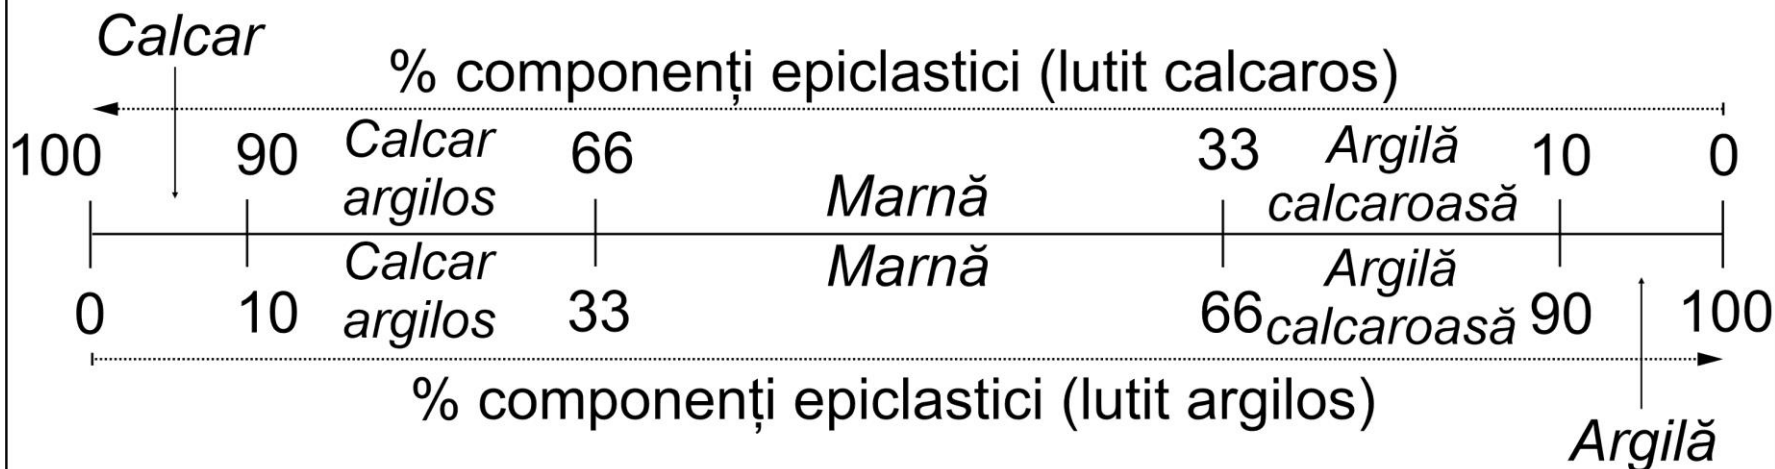 Calcar
% componenți epiclastici (lutit calcaros)
100 90 Calcar argilos 66 Marnă 33 Argilă calcaroasă 10 0
0 10 Calcar argilos 33 Marnă 66 Argilă calcaroasă 90 100
% componenți epiclastici (lutit argilos)
Argilă